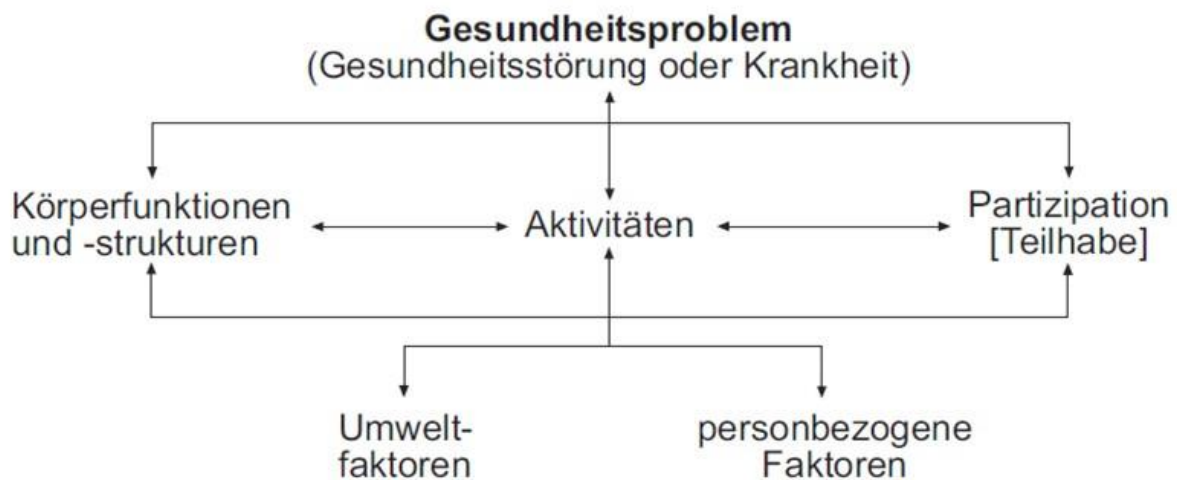 Gesundheitsproblem
(Gesundheitsstörung oder Krankheit)
Körperfunktionen
und -strukturen
Aktivitäten
Partizipation
[Teilhabe]
Umwelt-
faktoren
personbezogene
Faktoren